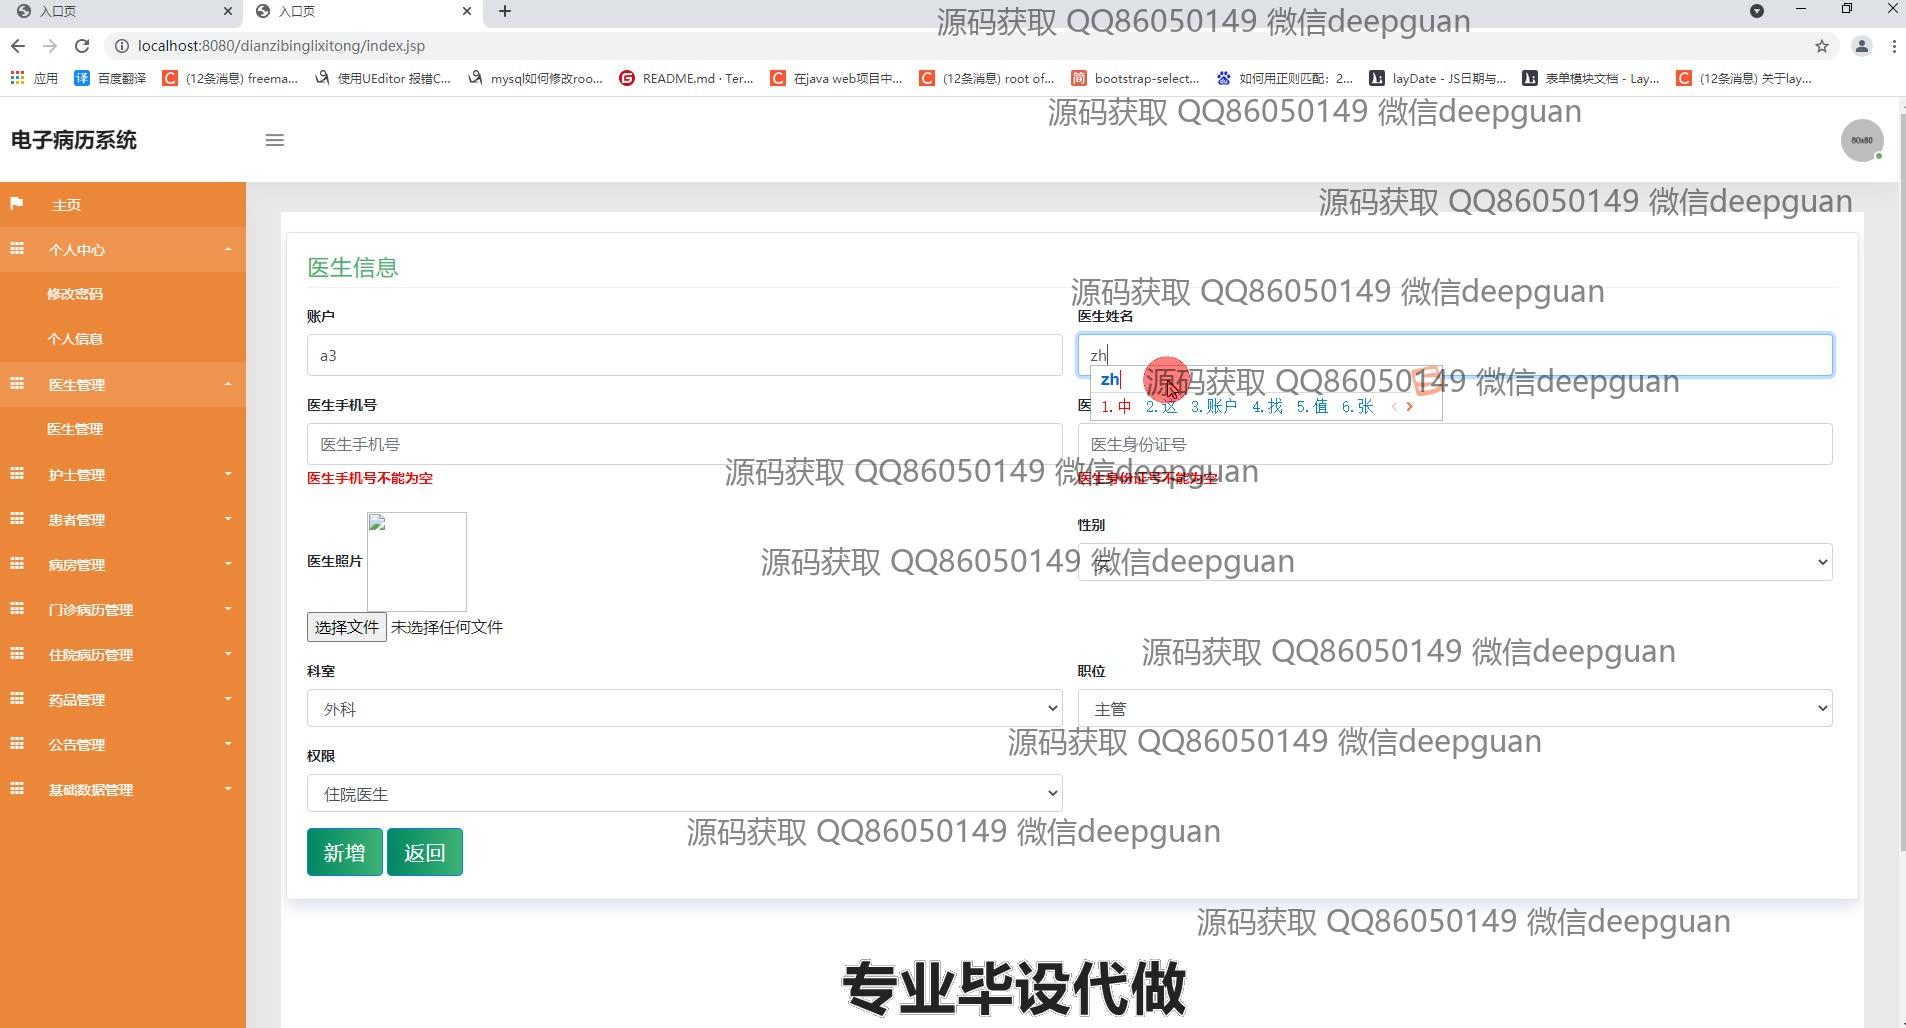 入口页
入口页
源码获取 QQ86050149 微信deepguan
localhost:8080/dianzibinglixitong/index.jsp
应用 百度翻译 (12条消息) freema... 使用UEditor 报错C... mysql如何修改roo... README.md · Ter... 在java web项目中... (12条消息) root of... bootstrap-select... 如何用正则匹配：2... layDate - JS日期与... 表单模块文档 - Lay... (12条消息) 关于lay...
源码获取 QQ86050149 微信deepguan
电子病历系统
80x80
源码获取 QQ86050149 微信deepguan
主页
个人中心
修改密码
个人信息
医生管理
医生管理
护士管理
患者管理
病房管理
门诊病历管理
住院病历管理
药品管理
公告管理
基础数据管理
医生信息
源码获取 QQ86050149 微信deepguan
账户
医生姓名
a3
zh
zh
源码获取 QQ86050149 微信deepguan
1.中 2.这 3.账户 4.找 5.值 6.张
医生手机号
医
医生手机号
医生身份证号
源码获取 QQ86050149 微信deepguan
医生手机号不能为空
医生身份证号不能为空
医生照片
性别
源码获取 QQ86050149 微信deepguan
选择文件 未选择任何文件
源码获取 QQ86050149 微信deepguan
科室
职位
外科
主管
源码获取 QQ86050149 微信deepguan
权限
住院医生
源码获取 QQ86050149 微信deepguan
新增 返回
源码获取 QQ86050149 微信deepguan
专业毕设代做